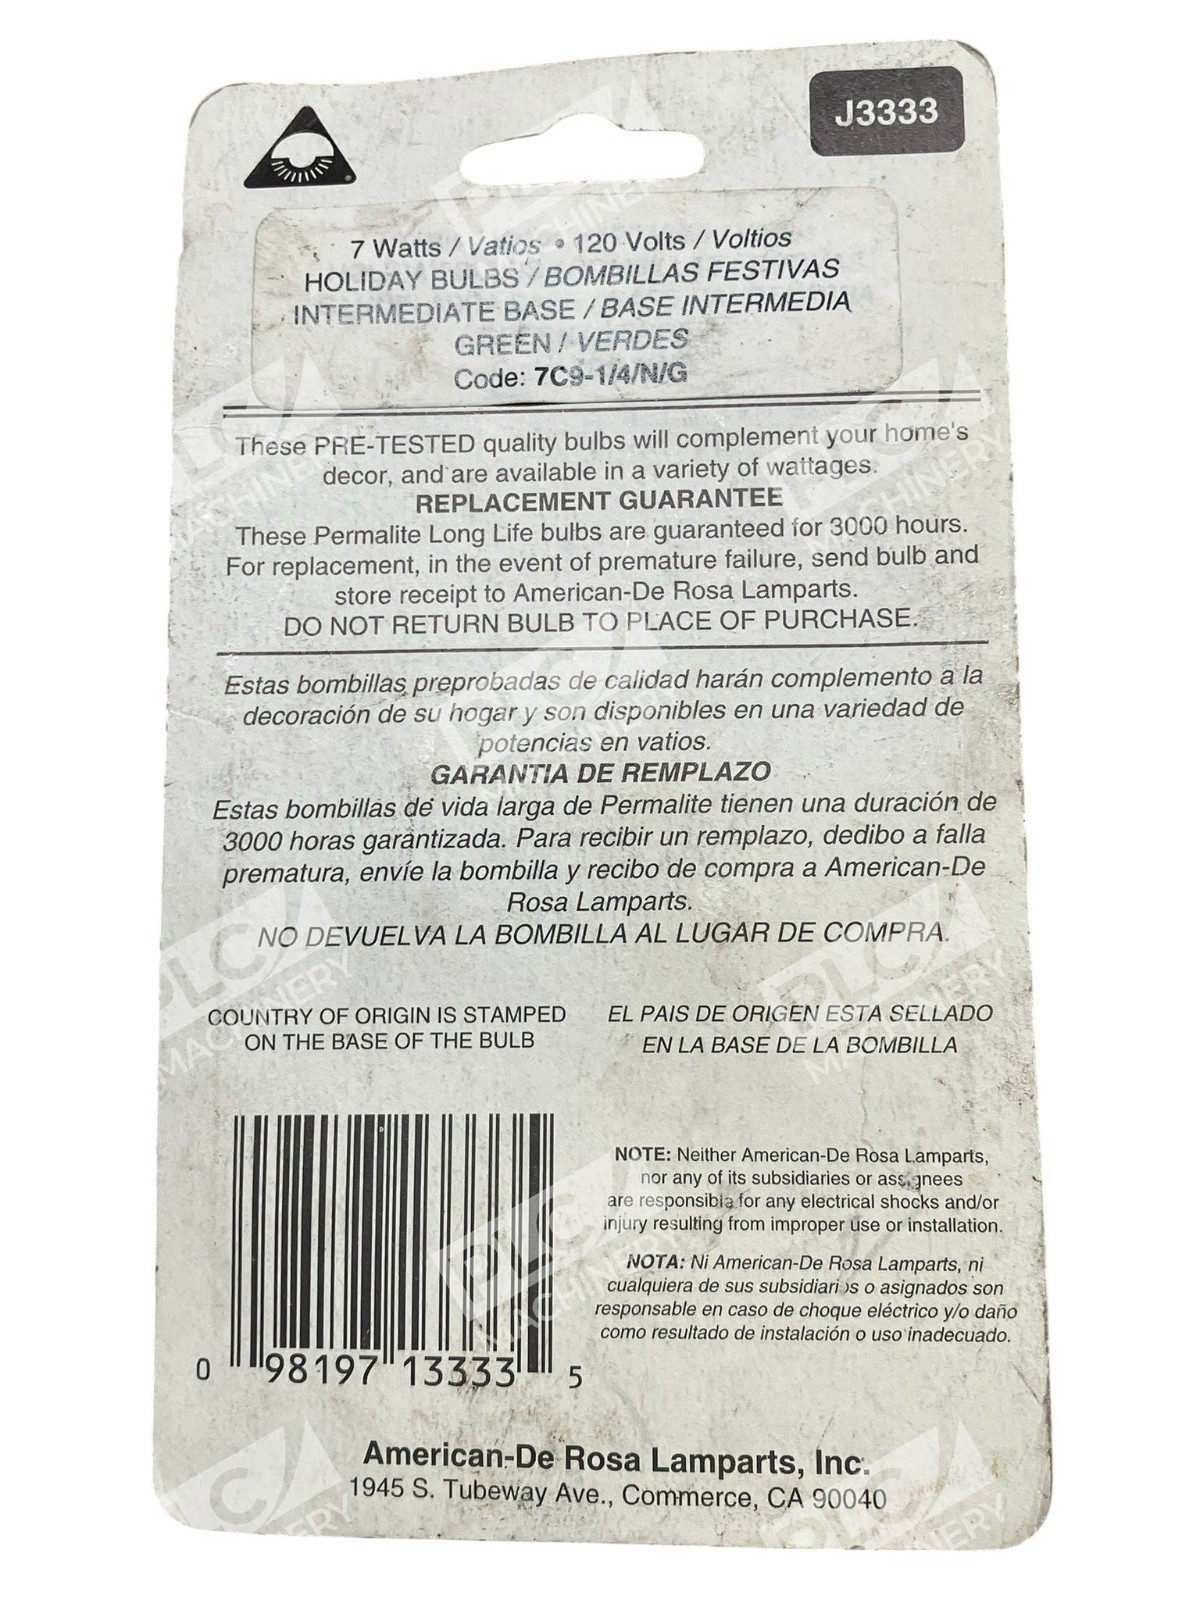 J3333
7 Watts / Vatios • 120 Volts / Voltios
HOLIDAY BULBS / BOMBILLAS FESTIVAS
INTERMEDIATE BASE / BASE INTERMEDIA
GREEN / VERDES
Code: 7C9-1/4/N/G
These PRE-TESTED quality bulbs will complement your home's
decor, and are available in a variety of wattages.
REPLACEMENT GUARANTEE
These Permalite Long Life bulbs are guaranteed for 3000 hours.
For replacement, in the event of premature failure, send bulb and
store receipt to American-De Rosa Lamparts.
DO NOT RETURN BULB TO PLACE OF PURCHASE.
Estas bombillas preprobadas de calidad harán complemento a la
decoración de su hogar y son disponibles en una variedad de
potencias en vatios.
GARANTIA DE REMPLAZO
Estas bombillas de vida larga de Permalite tienen una duración de
3000 horas garantizada. Para recibir un remplazo, dedibo a falla
prematura, envíe la bombilla y recibo de compra a American-De
Rosa Lamparts.
NO DEVUELVA LA BOMBILLA AL LUGAR DE COMPRA.
COUNTRY OF ORIGIN IS STAMPED
ON THE BASE OF THE BULB
EL PAIS DE ORIGEN ESTA SELLADO
EN LA BASE DE LA BOMBILLA
NOTE: Neither American-De Rosa Lamparts,
nor any of its subsidiaries or assignees
are responsible for any electrical shocks and/or
injury resulting from improper use or installation.
NOTA: Ni American-De Rosa Lamparts, ni
cualquiera de sus subsidiarios o asignados son
responsable en caso de choque eléctrico y/o daño
como resultado de instalación o uso inadecuado.
0 98197 13333 5
American-De Rosa Lamparts, Inc.
1945 S. Tubeway Ave., Commerce, CA 90040
PLC MACHINERY